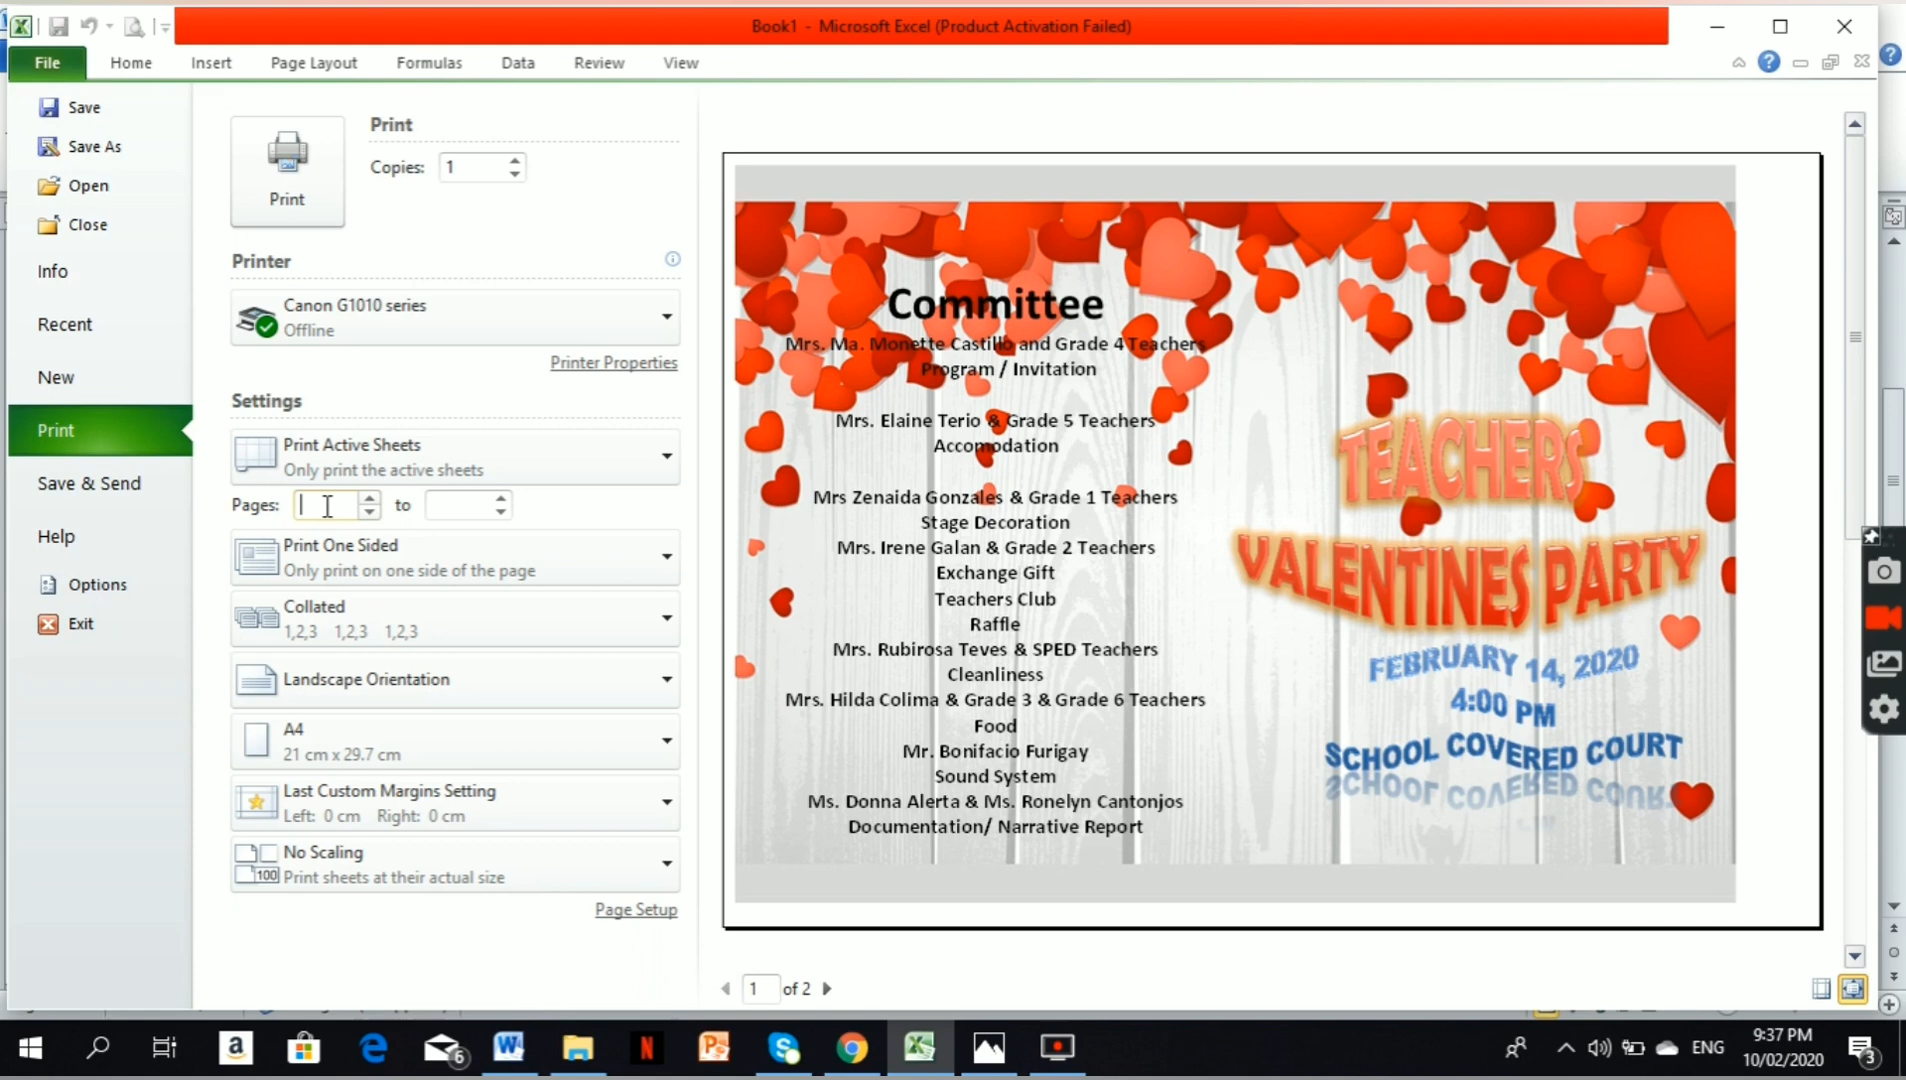 Book1 - Microsoft Excel (Product Activation Failed)
File Home Insert Page Layout Formulas Data Review View
Save
Save As
Open
Close
Info
Recent
New
Print
Save & Send
Help
Options
Exit
Print
Print
Copies: 1
Printer
Canon G1010 series
Offline
Printer Properties
Settings
Print Active Sheets
Only print the active sheets
Pages: to
Print One Sided
Only print on one side of the page
Collated
1,2,3 1,2,3 1,2,3
Landscape Orientation
A4
21 cm x 29.7 cm
Last Custom Margins Setting
Left: 0 cm Right: 0 cm
No Scaling
100 Print sheets at their actual size
Page Setup
Committee
Mrs. Ma. Monette Castillo and Grade 4 Teachers
Program / Invitation
Mrs. Elaine Terio & Grade 5 Teachers
Accomodation
Mrs Zenaida Gonzales & Grade 1 Teachers
Stage Decoration
Mrs. Irene Galan & Grade 2 Teachers
Exchange Gift
Teachers Club
Raffle
Mrs. Rubirosa Teves & SPED Teachers
Cleanliness
Mrs. Hilda Colima & Grade 3 & Grade 6 Teachers
Food
Mr. Bonifacio Furigay
Sound System
Ms. Donna Alerta & Ms. Ronelyn Cantonjos
Documentation/ Narrative Report
TEACHERS
VALENTINES PARTY
FEBRUARY 14, 2020
4:00 PM
SCHOOL COVERED COURT
1 of 2
6
ENG
9:37 PM
10/02/2020
3